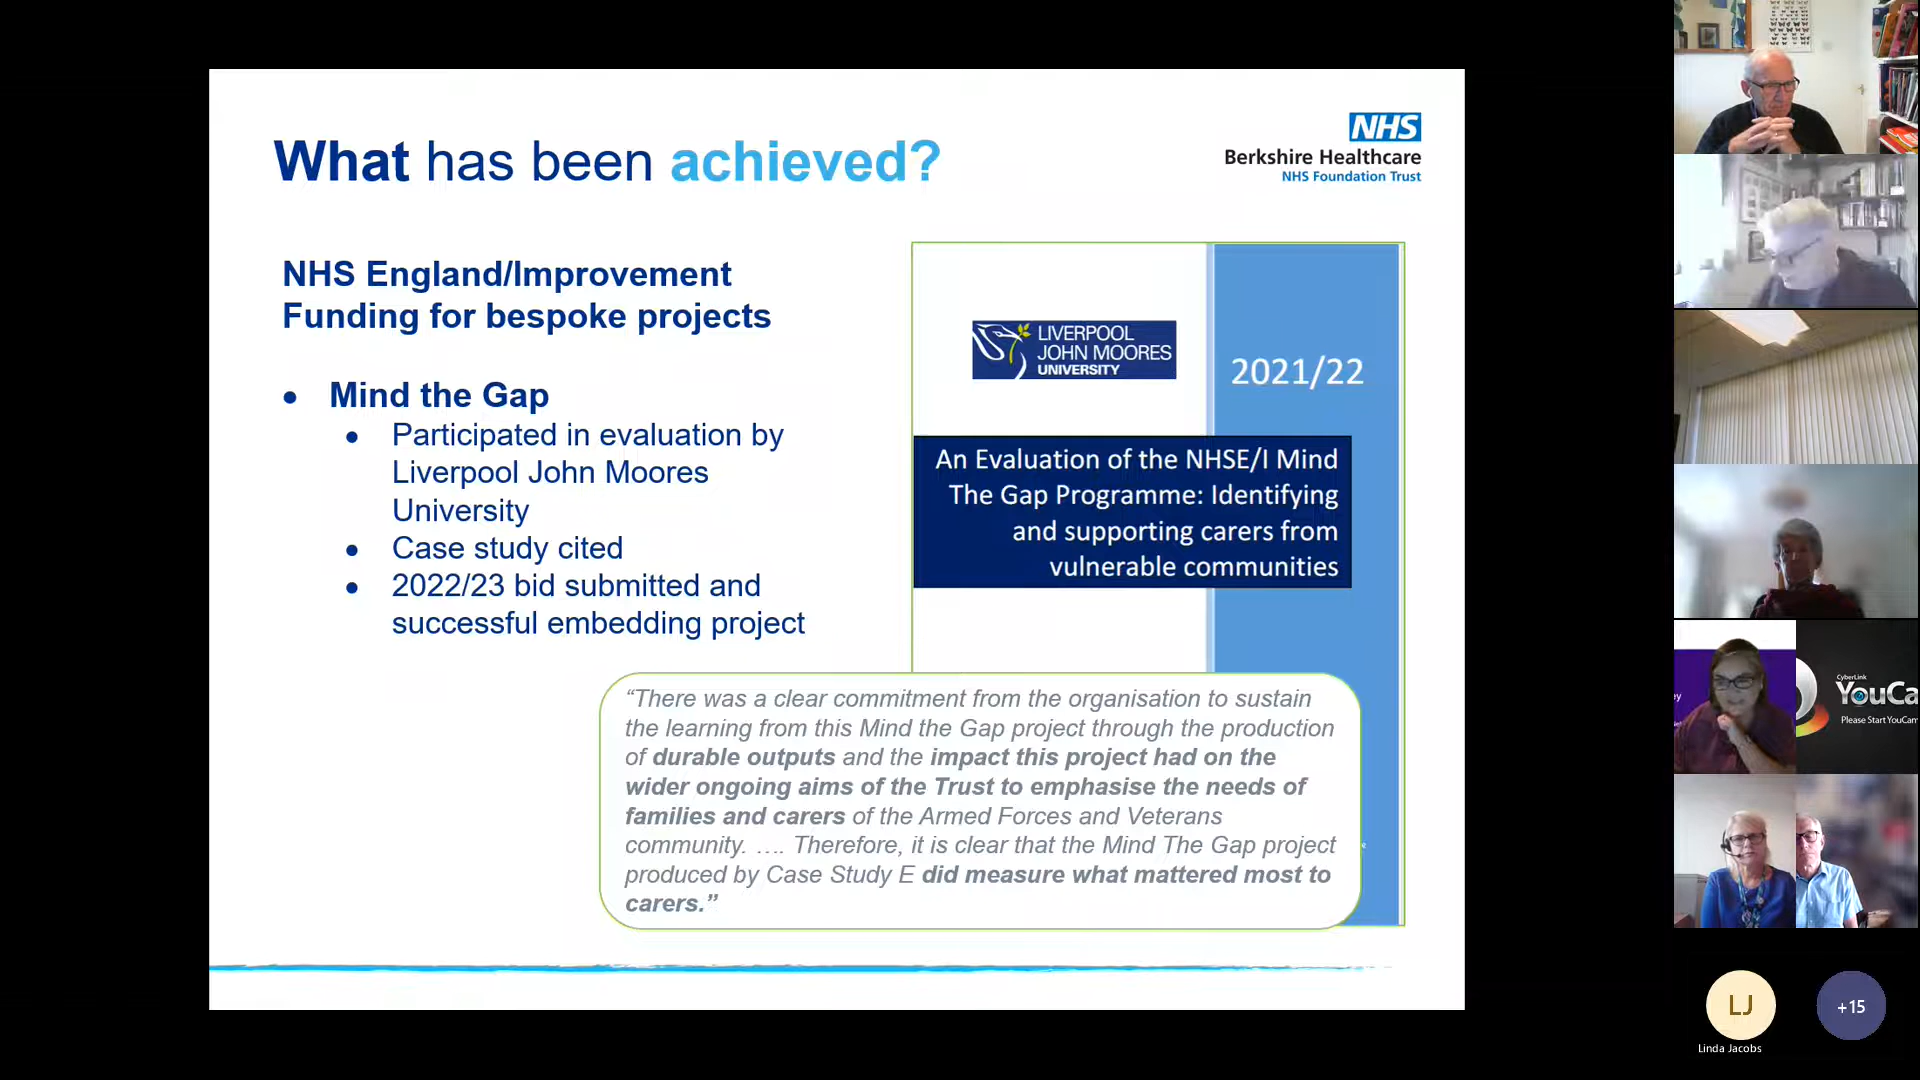 What has been achieved?
NHS
Berkshire Healthcare
NHS Foundation Trust
NHS England/Improvement
Funding for bespoke projects
• Mind the Gap
• Participated in evaluation by
Liverpool John Moores
University
• Case study cited
• 2022/23 bid submitted and
successful embedding project
LIVERPOOL
JOHN MOORES
UNIVERSITY
2021/22
An Evaluation of the NHSE/I Mind
The Gap Programme: Identifying
and supporting carers from
vulnerable communities
“There was a clear commitment from the organisation to sustain
the learning from this Mind the Gap project through the production
of durable outputs and the impact this project had on the
wider ongoing aims of the Trust to emphasise the needs of
families and carers of the Armed Forces and Veterans
community. …. Therefore, it is clear that the Mind The Gap project
produced by Case Study E did measure what mattered most to
carers.”
CyberLink
YouCa
Please Start YouCam
LJ
+15
Linda Jacobs